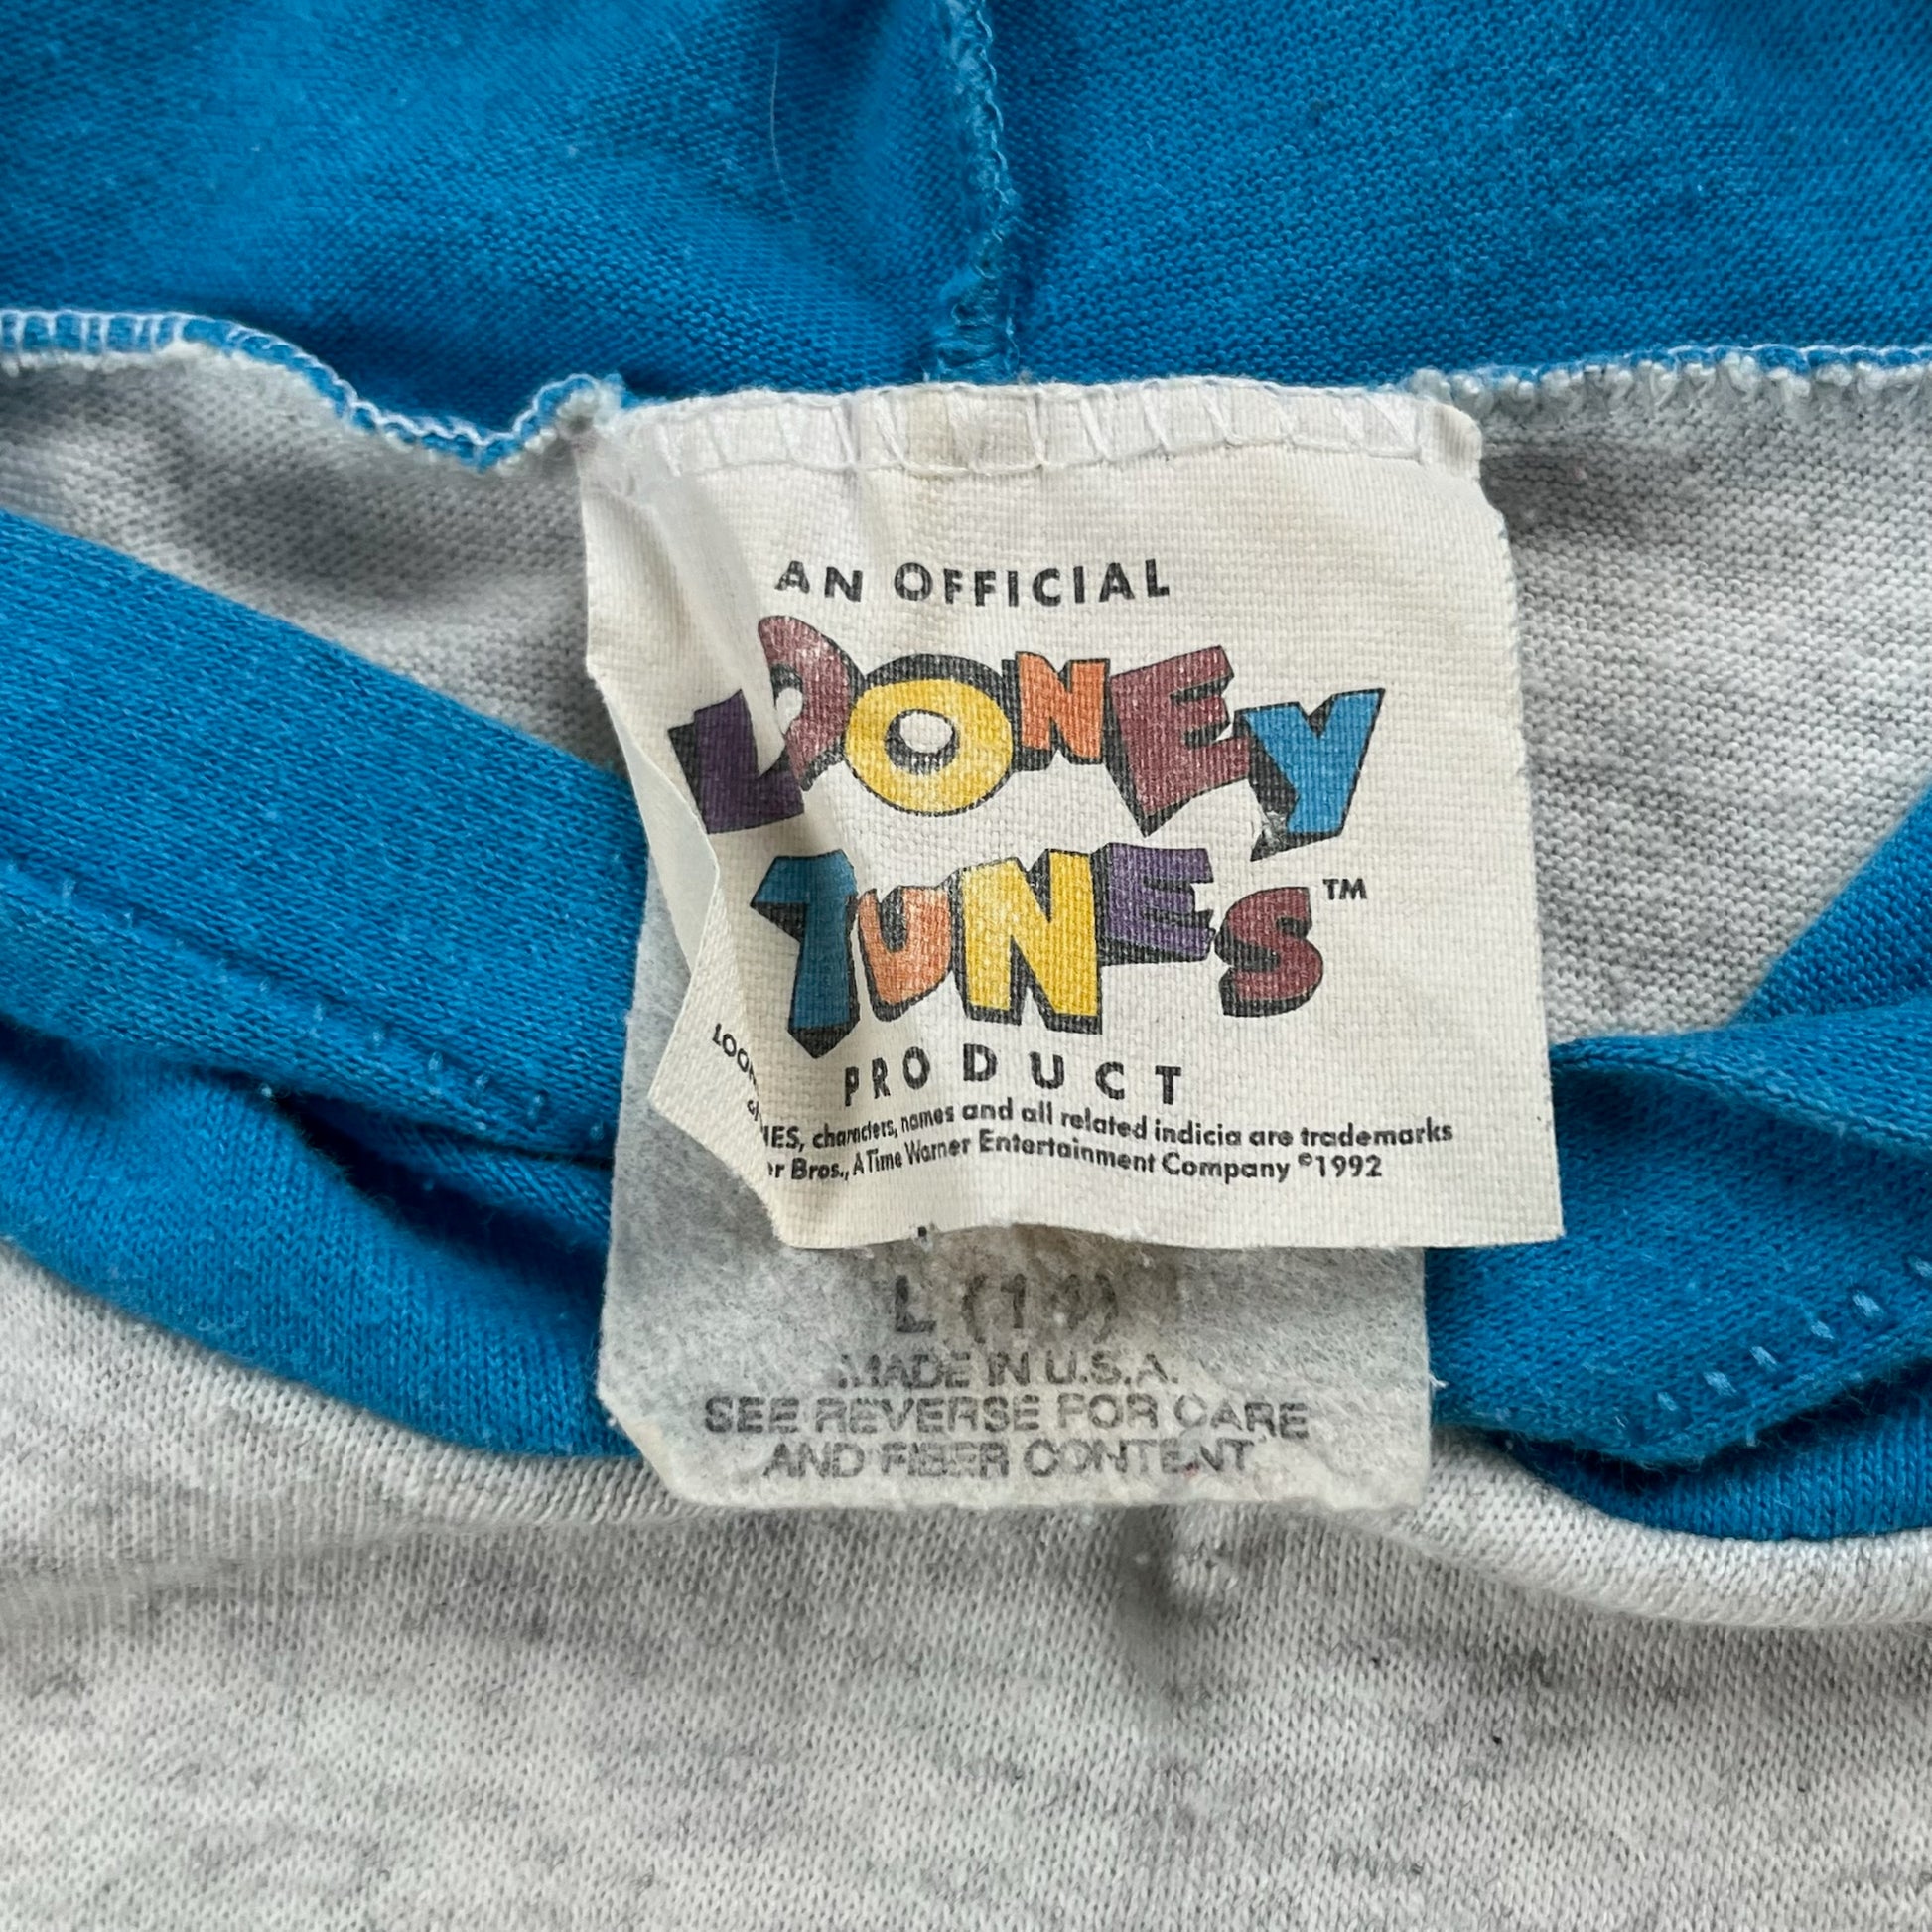 AN OFFICIAL
LOONEY
TUNES™
PRODUCT
characters, names and all related indicia are trademarks
Bros., A Time Warner Entertainment Company ©1992
L
MADE IN U.S.A.
SEE REVERSE FOR CARE
AND FIBER CONTENT